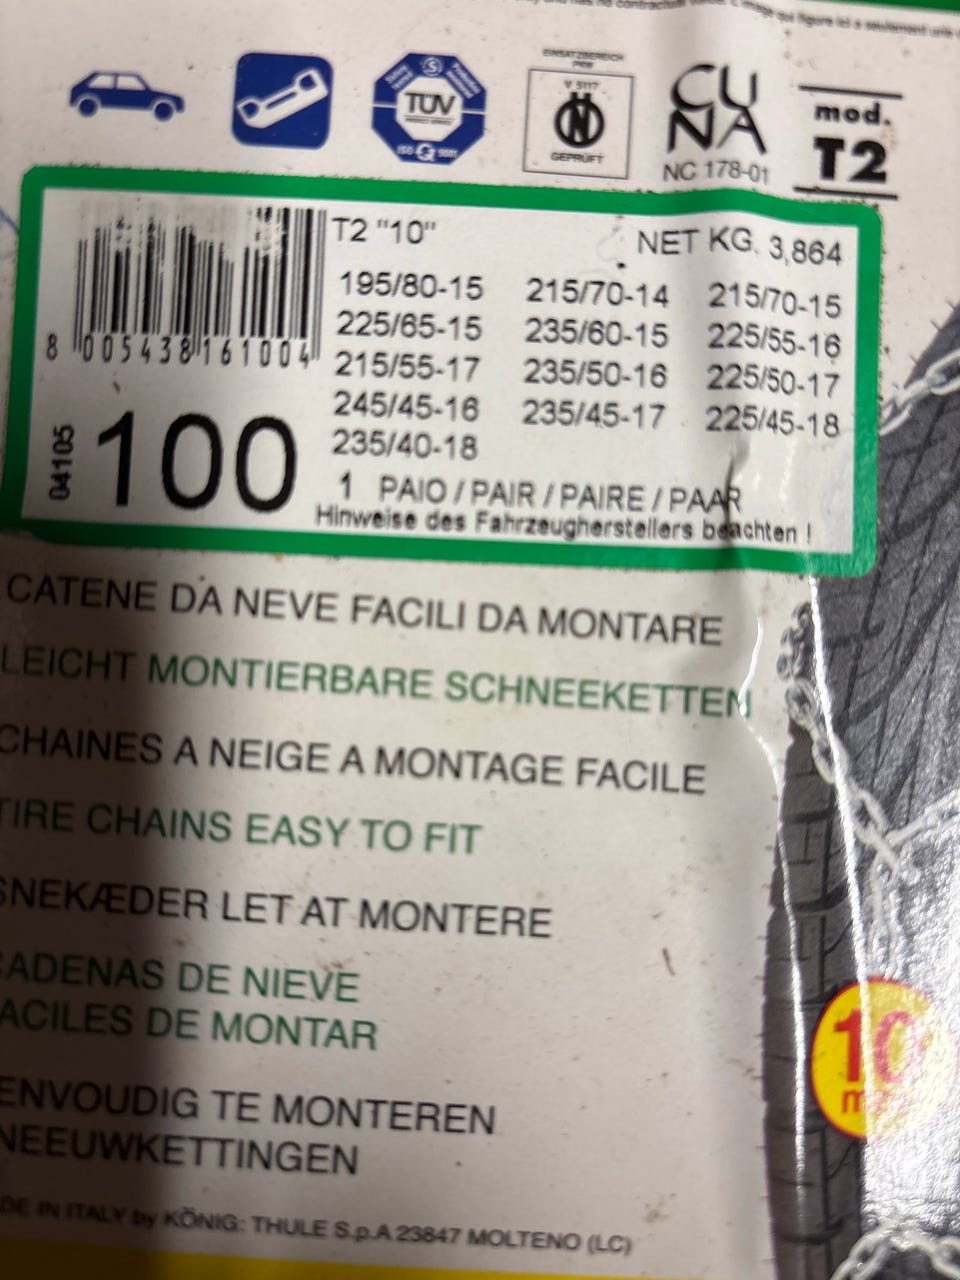 TÜV
ISO 9001
EINSATZBEREICH
PKW
V 5117
GEPRÜFT
CU
NA
NC 178-01
mod.
T2
T2 "10"
NET KG. 3,864
195/80-15 215/70-14 215/70-15
225/65-15 235/60-15 225/55-16
215/55-17 235/50-16 225/50-17
245/45-16 235/45-17 225/45-18
235/40-18
8 005438 161004
04105
100
1 PAIO / PAIR / PAIRE / PAAR
Hinweise des Fahrzeugherstellers beachten !
CATENE DA NEVE FACILI DA MONTARE
LEICHT MONTIERBARE SCHNEEKETTEN
CHAINES A NEIGE A MONTAGE FACILE
TIRE CHAINS EASY TO FIT
SNEKÆDER LET AT MONTERE
CADENAS DE NIEVE
ACILES DE MONTAR
ENVOUDIG TE MONTEREN
NEEUWKETTINGEN
10
DE IN ITALY by KÖNIG: THULE S.p.A 23847 MOLTENO (LC)